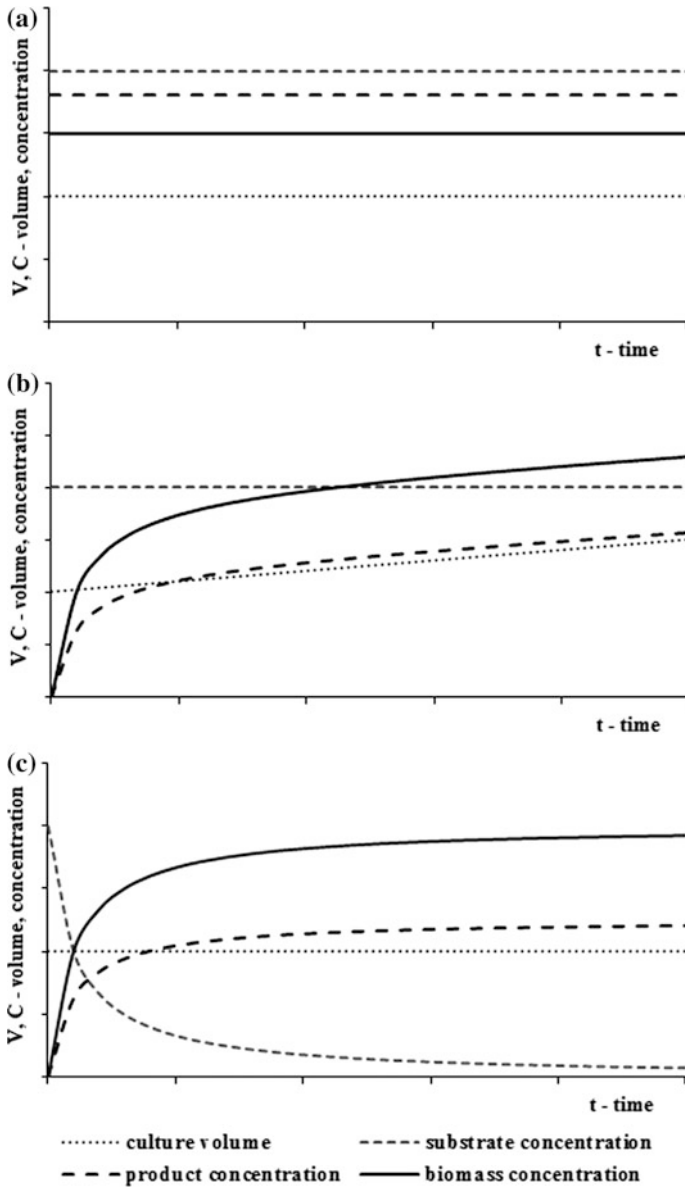 (a)
V, C - volume, concentration
t - time
(b)
V, C - volume, concentration
t - time
(c)
V, C - volume, concentration
t - time
culture volume
substrate concentration
product concentration
biomass concentration